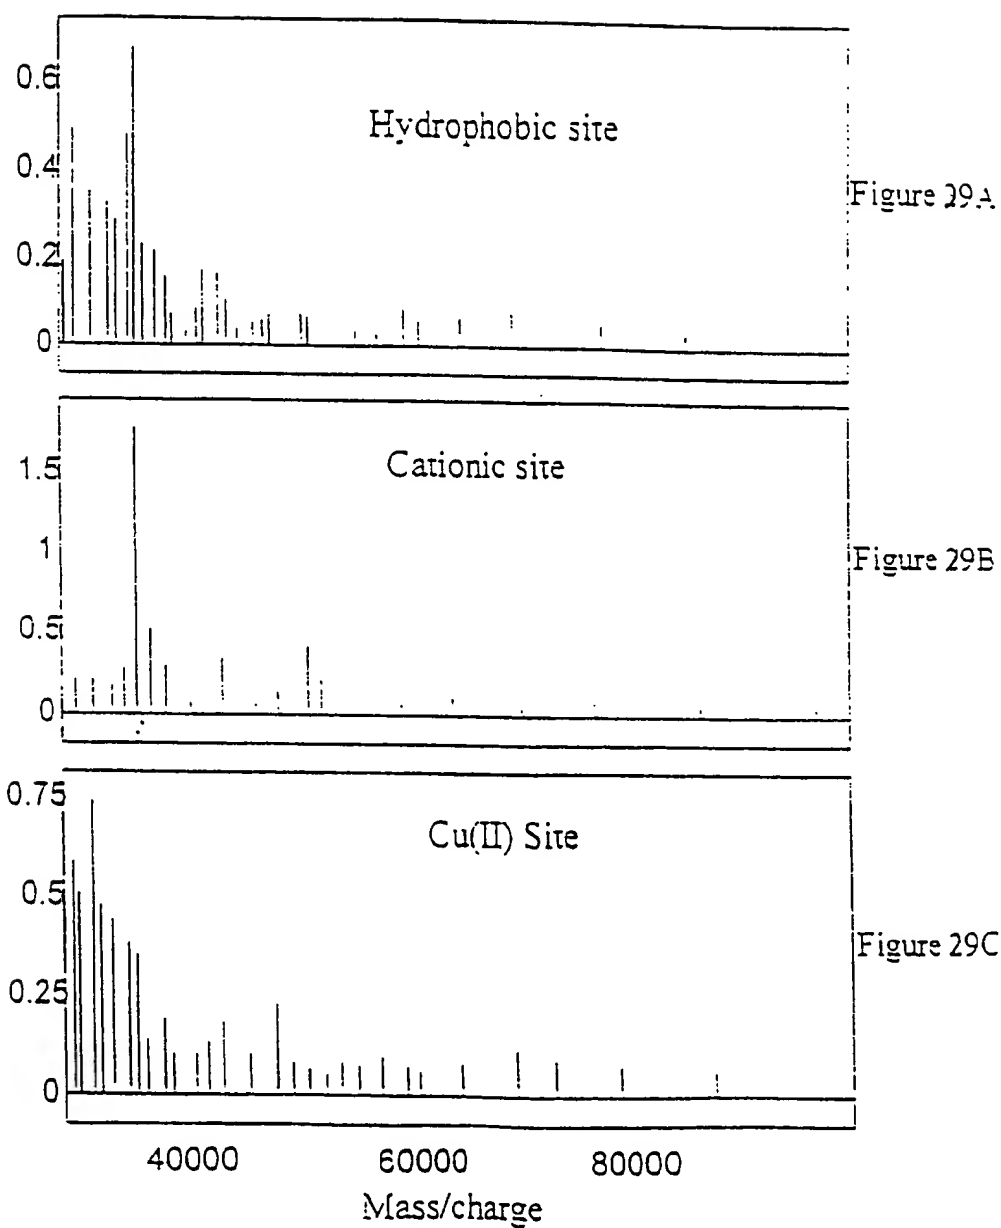 0.6
0.4
0.2
0
Hydrophobic site
Figure 29A
1.5
1
0.5
0
Cationic site
Figure 29B
0.75
0.5
0.25
0
Cu(II) Site
Figure 29C
40000 60000 80000
Mass/charge